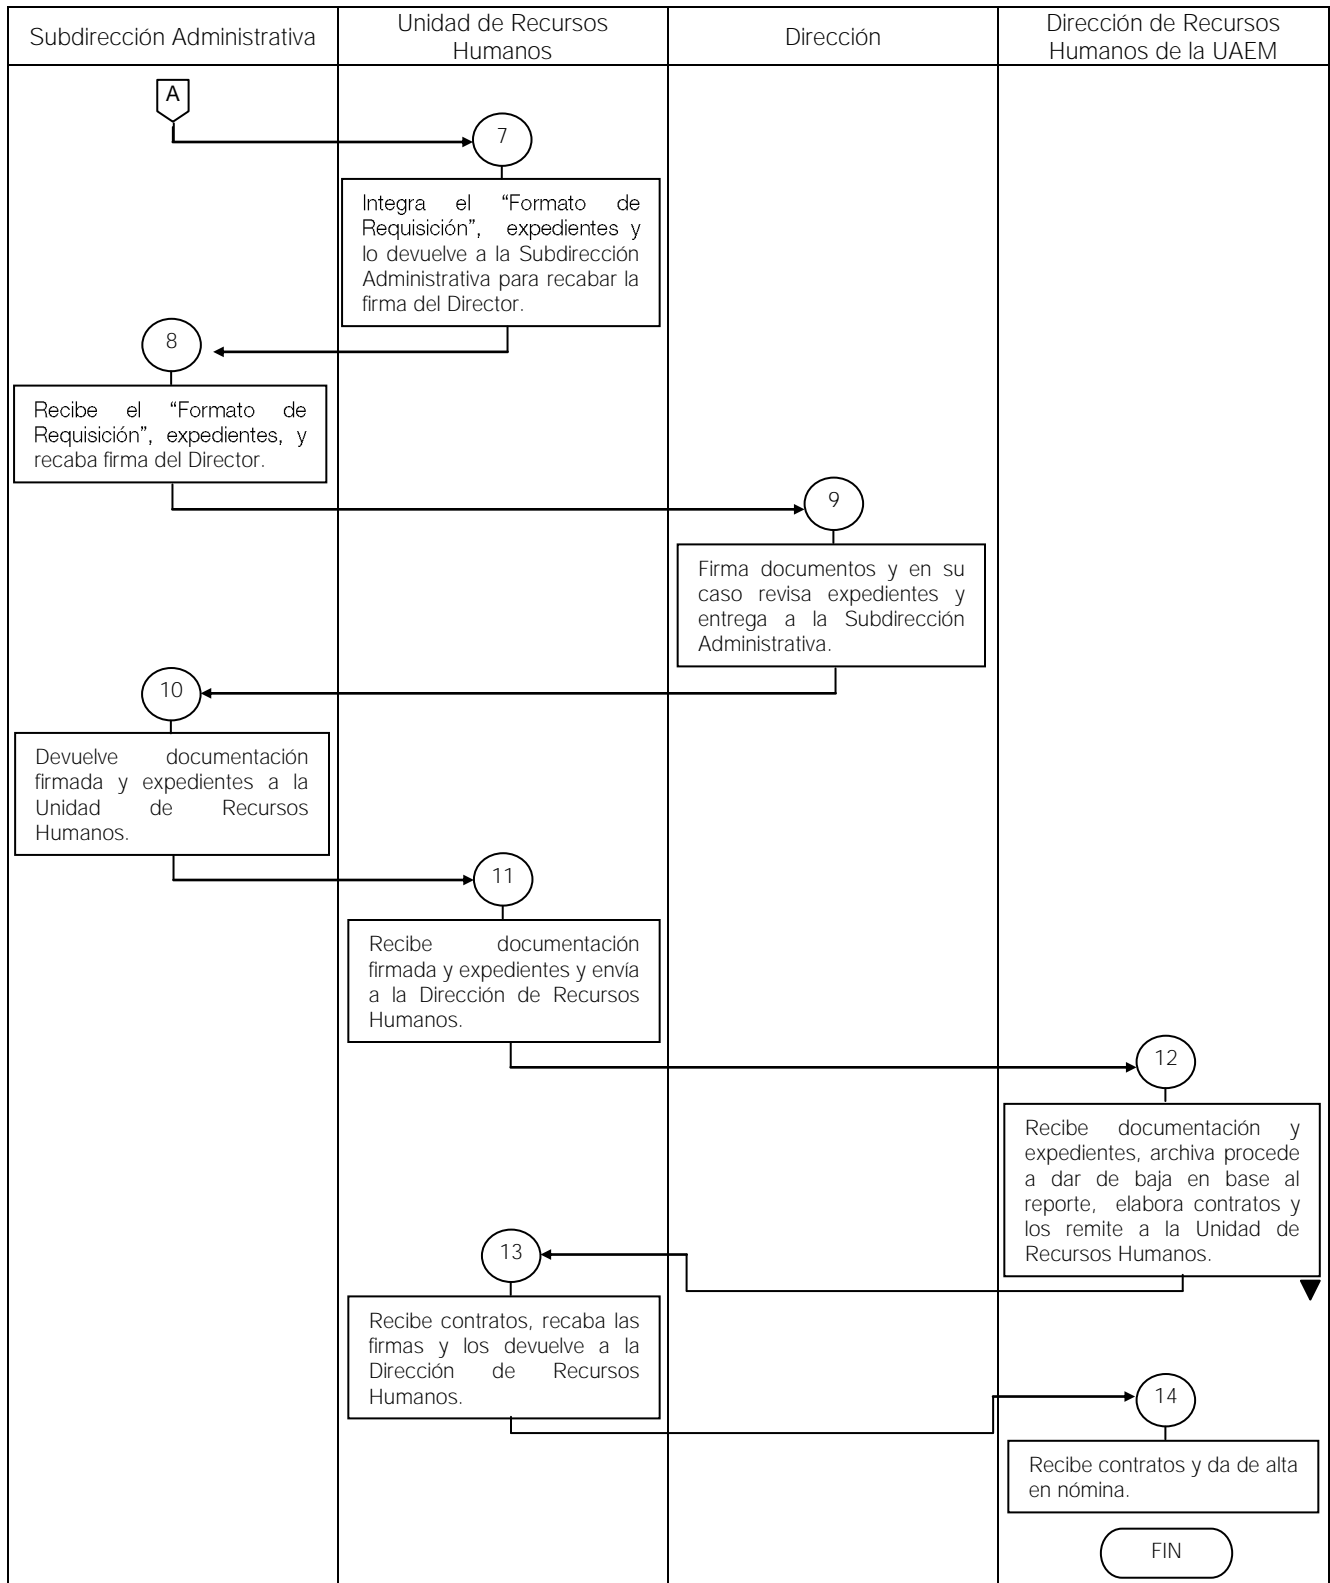 Subdirección Administrativa
Unidad de Recursos
Humanos
Dirección
Dirección de Recursos
Humanos de la UAEM
A
7
Integra el “Formato de
Requisición”, expedientes y
lo devuelve a la Subdirección
Administrativa para recabar la
firma del Director.
8
Recibe el “Formato de
Requisición”, expedientes, y
recaba firma del Director.
9
Firma documentos y en su
caso revisa expedientes y
entrega a la Subdirección
Administrativa.
10
Devuelve documentación
firmada y expedientes a la
Unidad de Recursos
Humanos.
11
Recibe documentación
firmada y expedientes y envía
a la Dirección de Recursos
Humanos.
12
Recibe documentación y
expedientes, archiva procede
a dar de baja en base al
reporte, elabora contratos y
los remite a la Unidad de
Recursos Humanos.
13
Recibe contratos, recaba las
firmas y los devuelve a la
Dirección de Recursos
Humanos.
14
Recibe contratos y da de alta
en nómina.
FIN